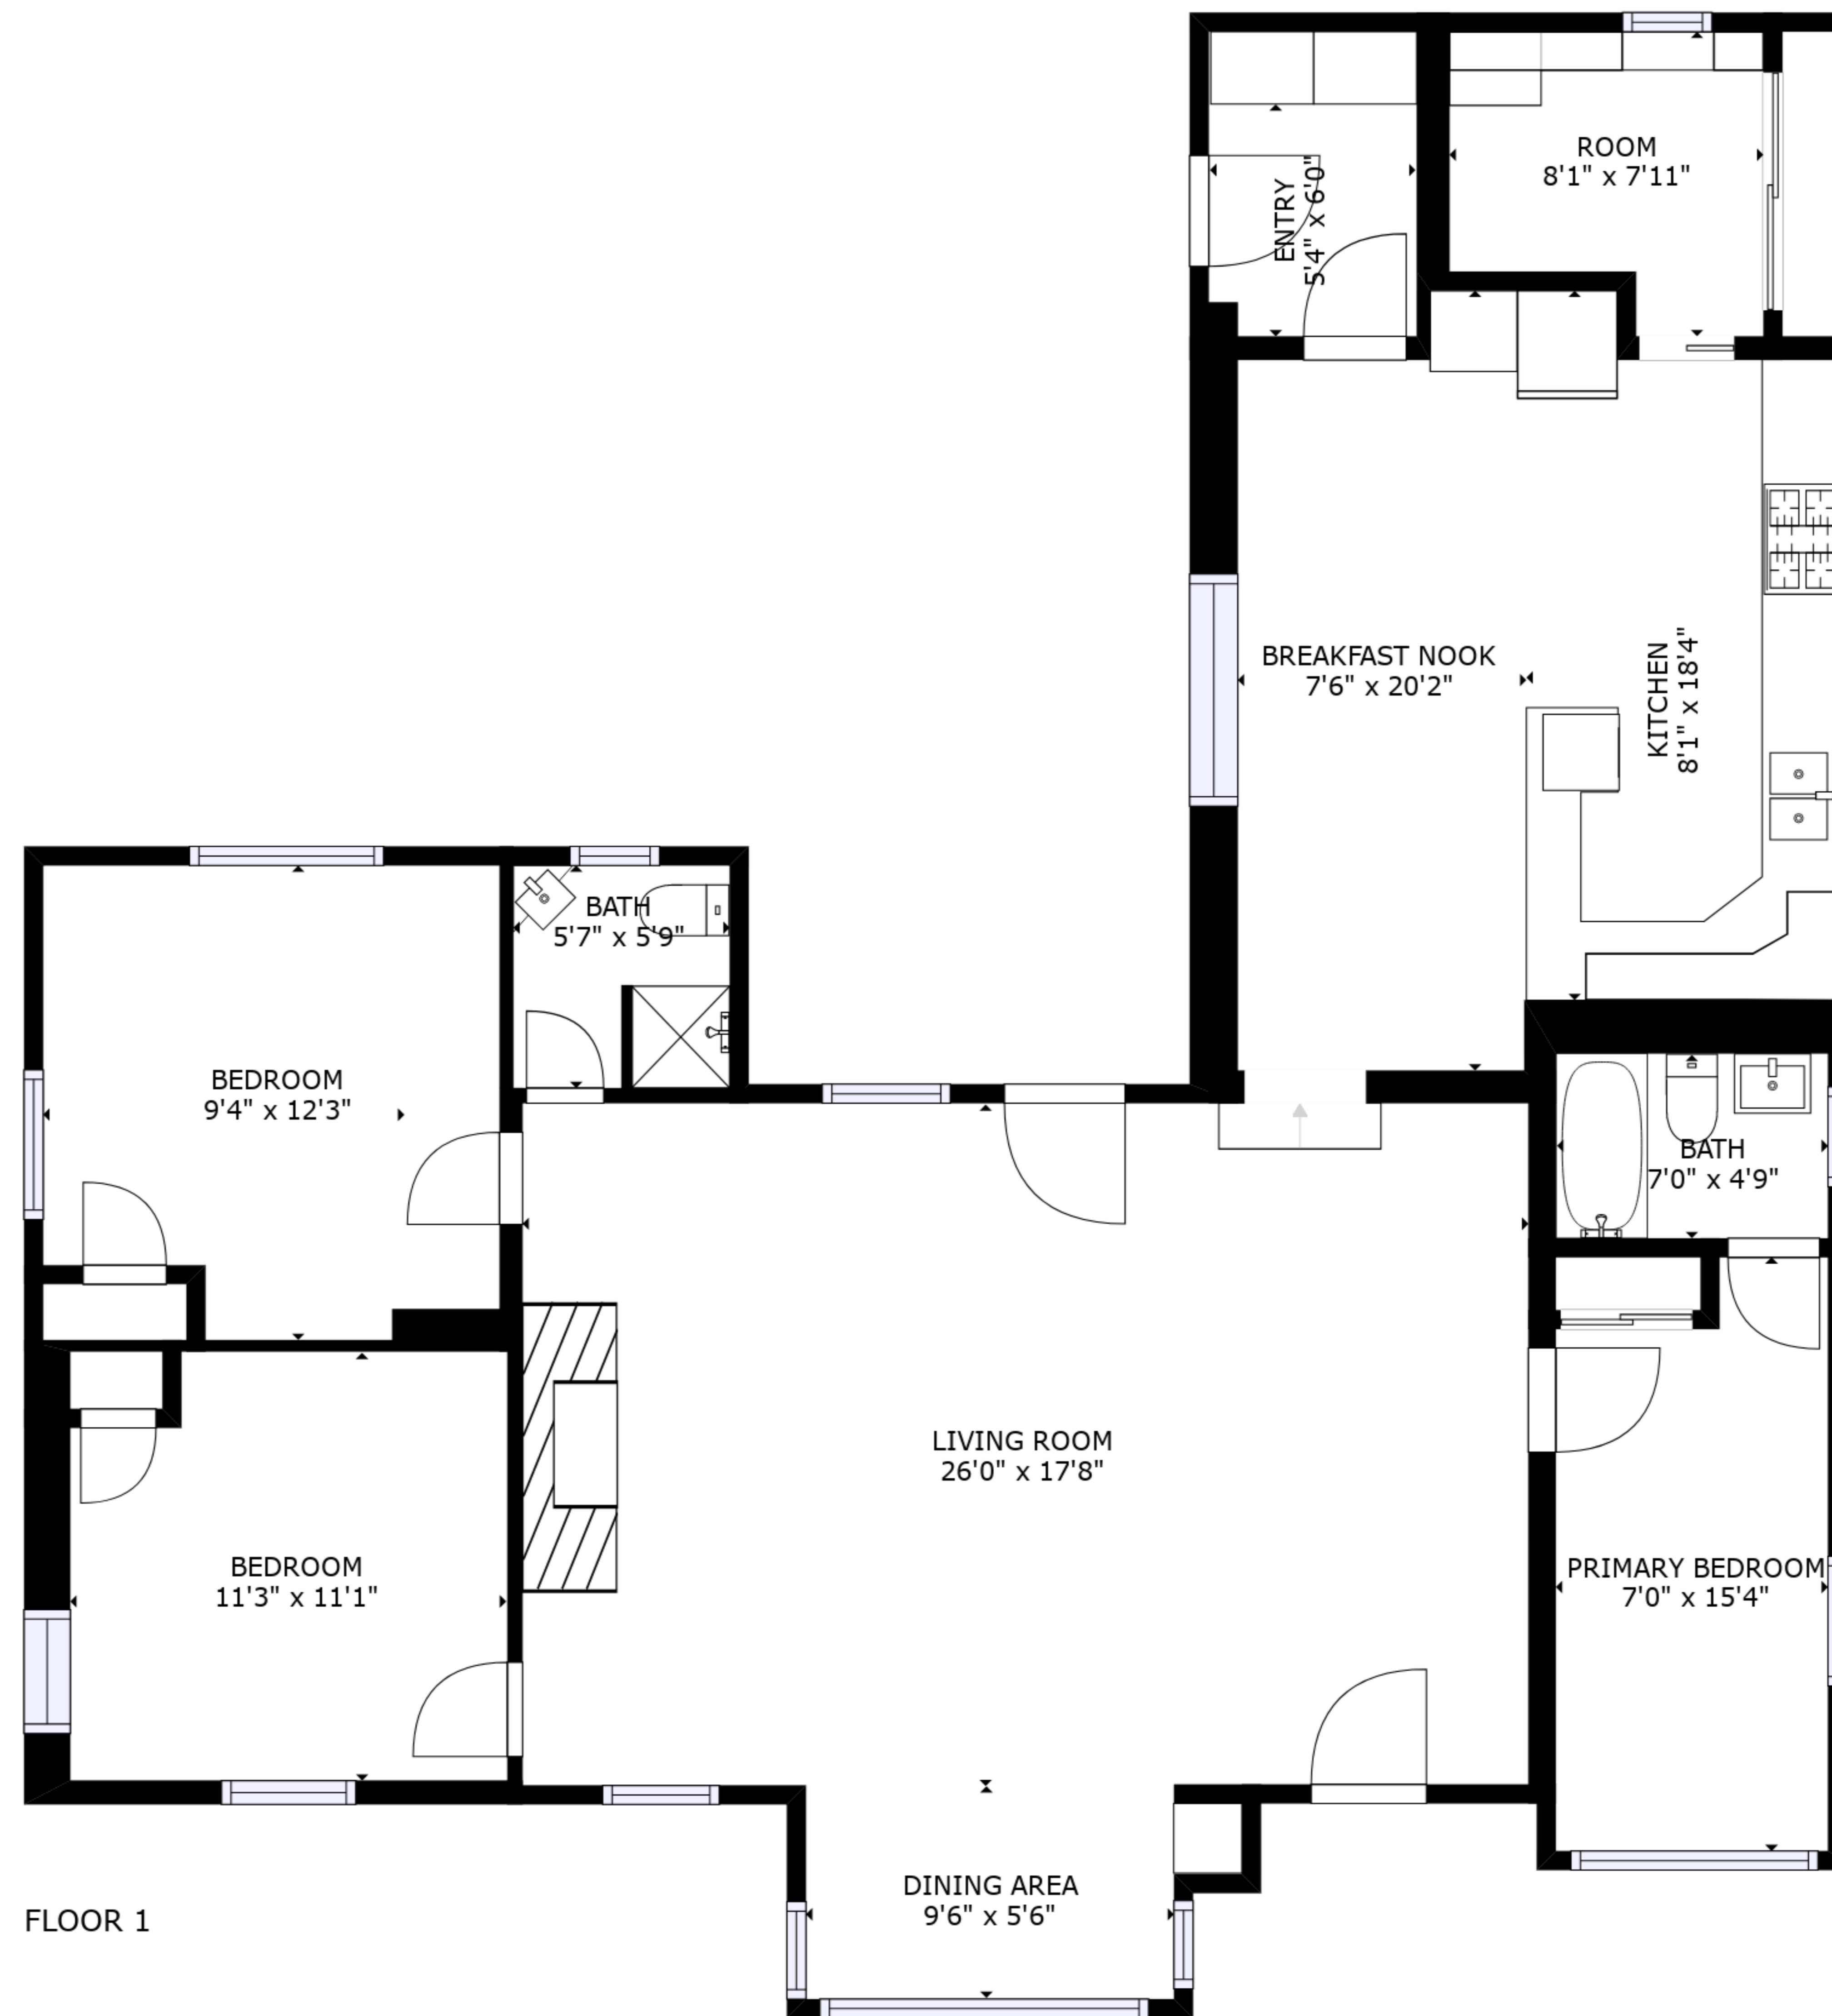 ROOM
8'1" x 7'11"
ENTRY
5'4" x 6'0"
BREAKFAST NOOK
7'6" x 20'2"
KITCHEN
8'1" x 18'4"
BATH
5'7" x 5'9"
BEDROOM
9'4" x 12'3"
BATH
7'0" x 4'9"
LIVING ROOM
26'0" x 17'8"
BEDROOM
11'3" x 11'1"
PRIMARY BEDROOM
7'0" x 15'4"
DINING AREA
9'6" x 5'6"
FLOOR 1